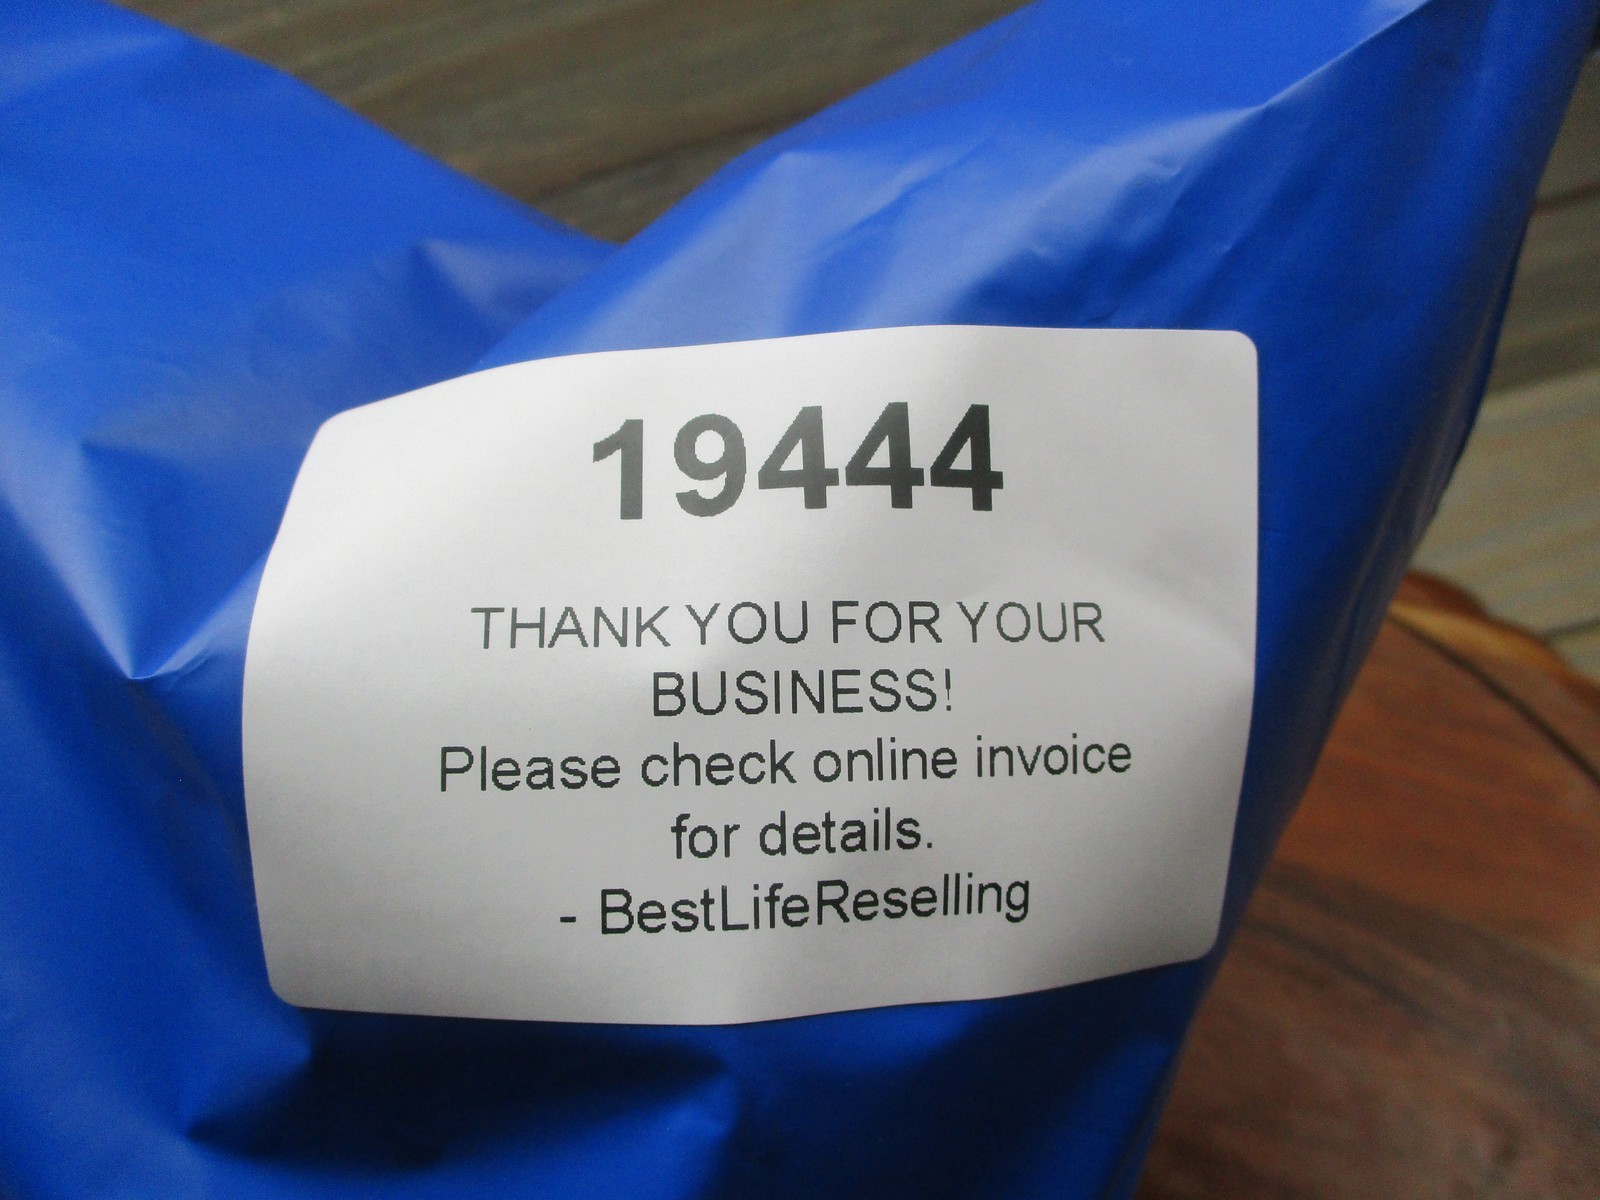 19444
THANK YOU FOR YOUR
BUSINESS!
Please check online invoice
for details.
- BestLifeReselling